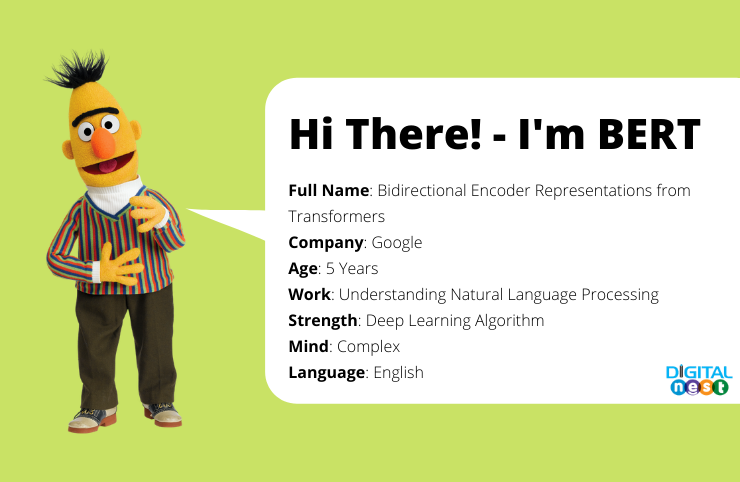 Hi There! - I'm BERT
Full Name: Bidirectional Encoder Representations from
Transformers
Company: Google
Age: 5 Years
Work: Understanding Natural Language Processing
Strength: Deep Learning Algorithm
Mind: Complex
Language: English
DIGITAL
nest